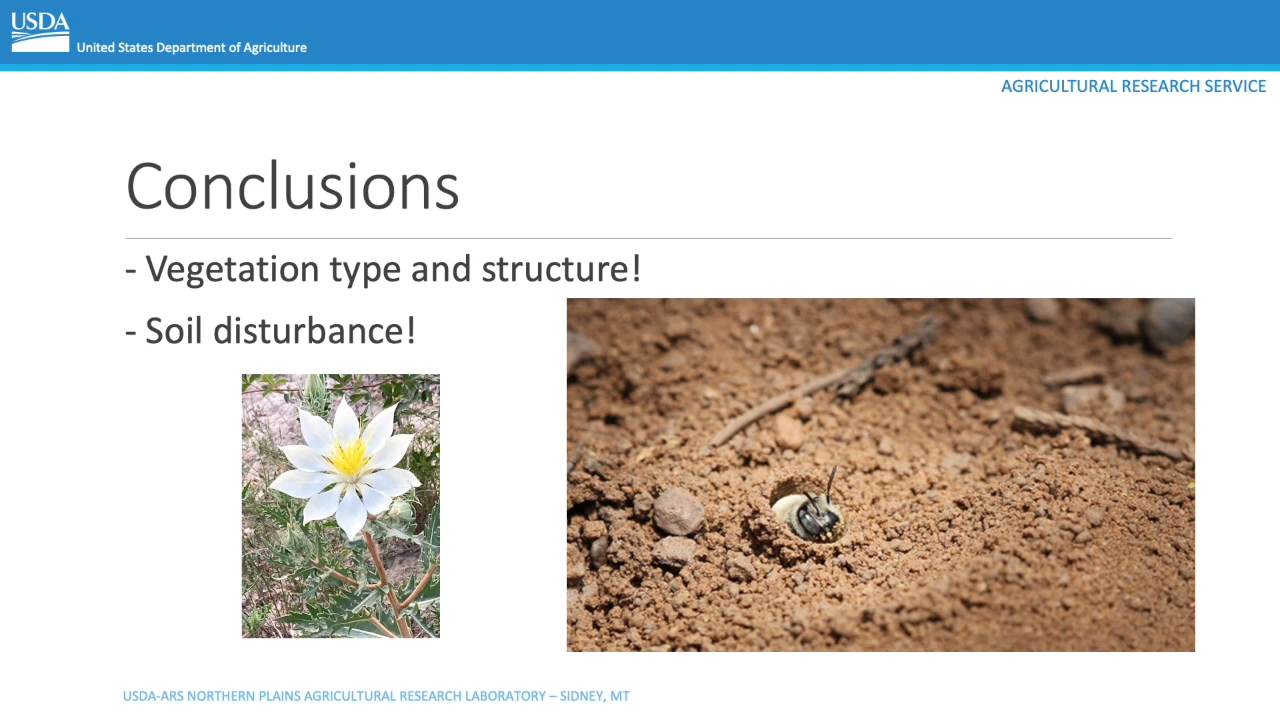 USDA
United States Department of Agriculture
AGRICULTURAL RESEARCH SERVICE
Conclusions
- Vegetation type and structure!
- Soil disturbance!
USDA-ARS NORTHERN PLAINS AGRICULTURAL RESEARCH LABORATORY – SIDNEY, MT